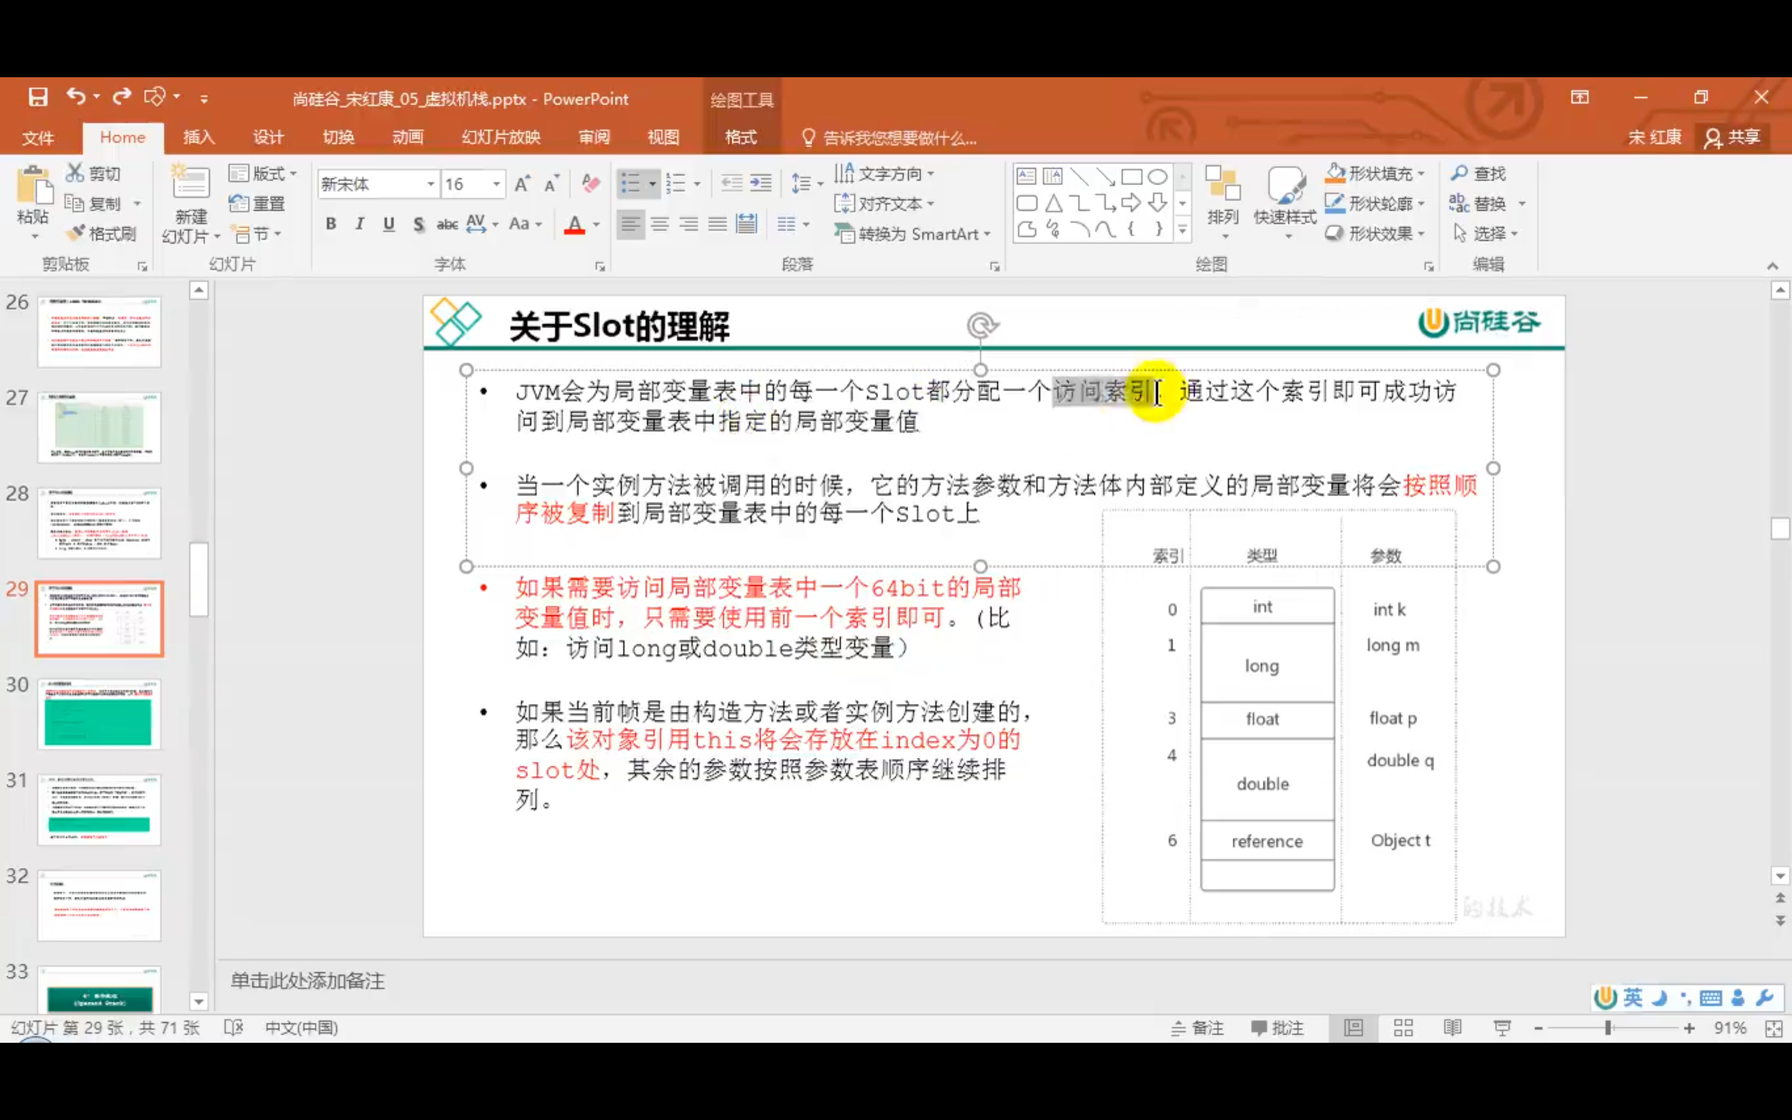 尚硅谷_宋红康_05_虚拟机栈.pptx - PowerPoint
绘图工具
文件 Home 插入 设计 切换 动画 幻灯片放映 审阅 视图 格式 告诉我您想要做什么... 宋 红康 共享
粘贴 剪切 复制 格式刷 剪贴板
新建 幻灯片 版式 重置 节 幻灯片
新宋体 16 B I U S abc AV Aa A 字体
文字方向 对齐文本 转换为 SmartArt 段落
排列 快速样式 形状填充 形状轮廓 形状效果 绘图
查找 替换 选择 编辑
26
27
28
29
30
31
32
33
关于Slot的理解
尚硅谷
• JVM会为局部变量表中的每一个Slot都分配一个访问索引，通过这个索引即可成功访
问到局部变量表中指定的局部变量值
• 当一个实例方法被调用的时候，它的方法参数和方法体内部定义的局部变量将会按照顺
序被复制到局部变量表中的每一个Slot上
• 如果需要访问局部变量表中一个64bit的局部
变量值时，只需要使用前一个索引即可。(比
如：访问long或double类型变量）
• 如果当前帧是由构造方法或者实例方法创建的，
那么该对象引用this将会存放在index为0的
slot处，其余的参数按照参数表顺序继续排
列。
索引 类型 参数
0 int int k
1 long long m
3 float float p
4 double double q
6 reference Object t
的技术
单击此处添加备注
英
幻灯片 第 29 张，共 71 张 中文(中国) 备注 批注 91%